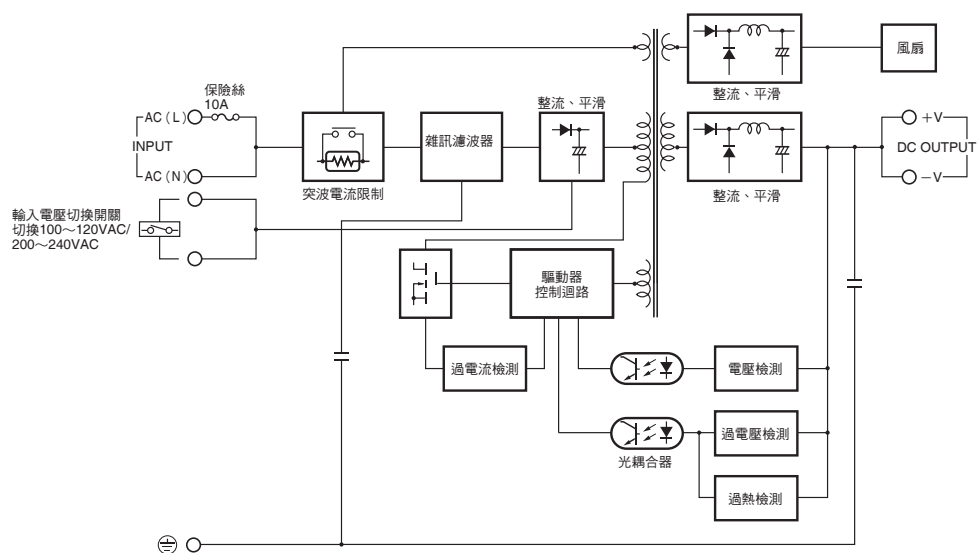 整流、平滑
風扇
保險絲
10A
AC（L）
INPUT
AC（N）
突波電流限制
雜訊濾波器
整流、平滑
整流、平滑
+V
DC OUTPUT
−V
輸入電壓切換開關
切換100～120VAC/
200～240VAC
驅動器
控制迴路
過電流檢測
電壓檢測
過電壓檢測
光耦合器
過熱檢測